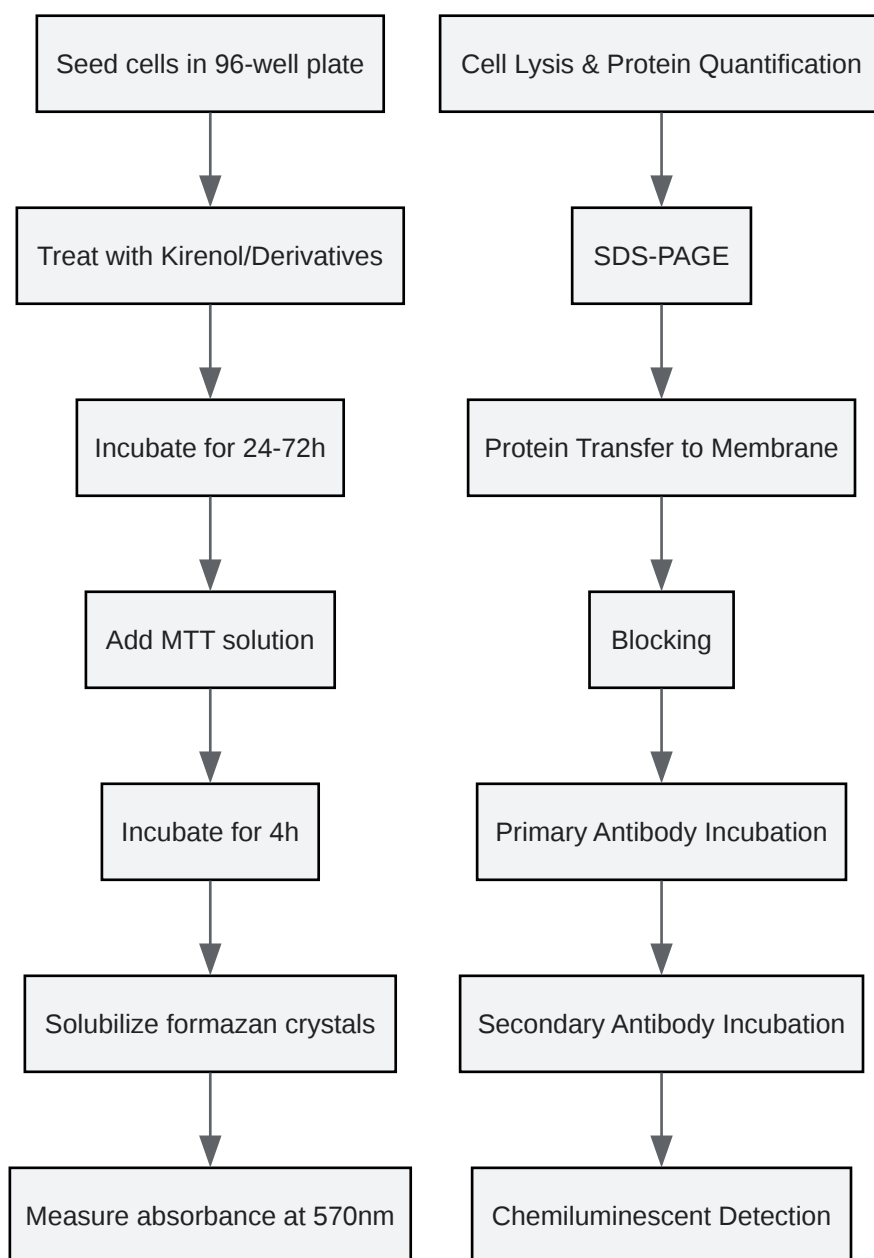 Seed cells in 96-well plate
Treat with Kirenol/Derivatives
Incubate for 24-72h
Add MTT solution
Incubate for 4h
Solubilize formazan crystals
Measure absorbance at 570nm
Cell Lysis & Protein Quantification
SDS-PAGE
Protein Transfer to Membrane
Blocking
Primary Antibody Incubation
Secondary Antibody Incubation
Chemiluminescent Detection